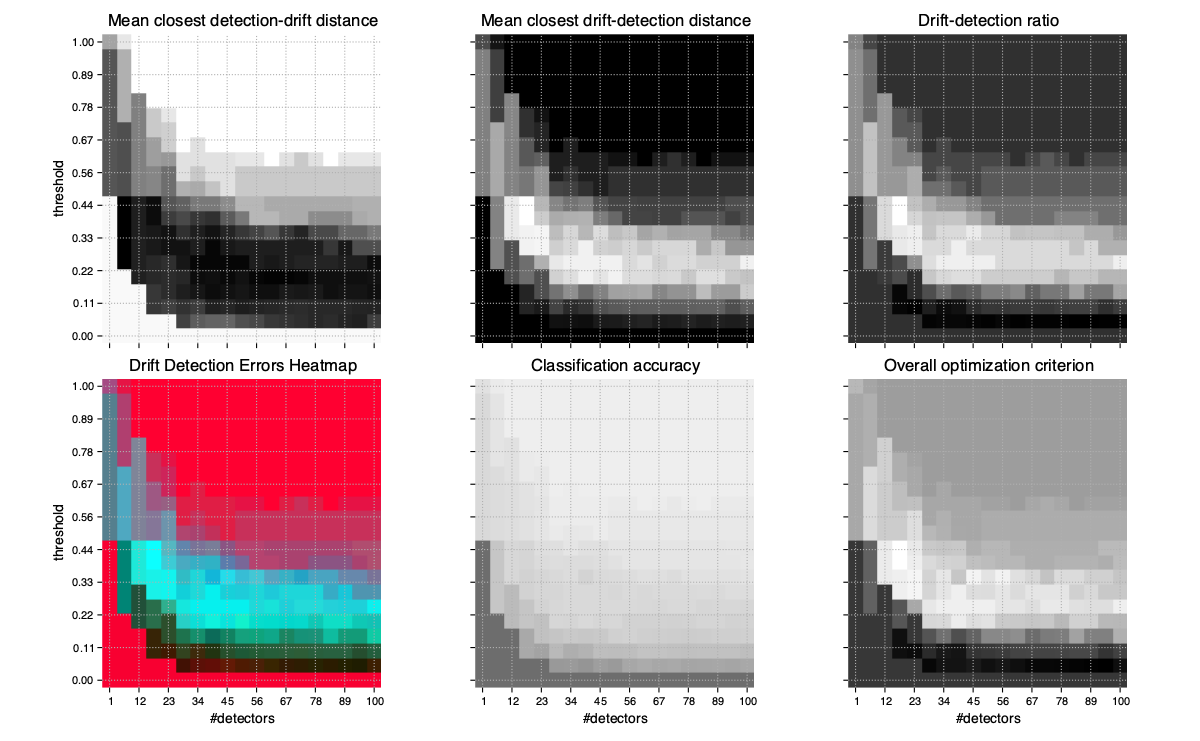 Mean closest detection-drift distance
Mean closest drift-detection distance
Drift-detection ratio
threshold
1.00
0.89
0.78
0.67
0.56
0.44
0.33
0.22
0.11
0.00
Drift Detection Errors Heatmap
Classification accuracy
Overall optimization criterion
threshold
1.00
0.89
0.78
0.67
0.56
0.44
0.33
0.22
0.11
0.00
1 12 23 34 45 56 67 78 89 100
#detectors
1 12 23 34 45 56 67 78 89 100
#detectors
1 12 23 34 45 56 67 78 89 100
#detectors